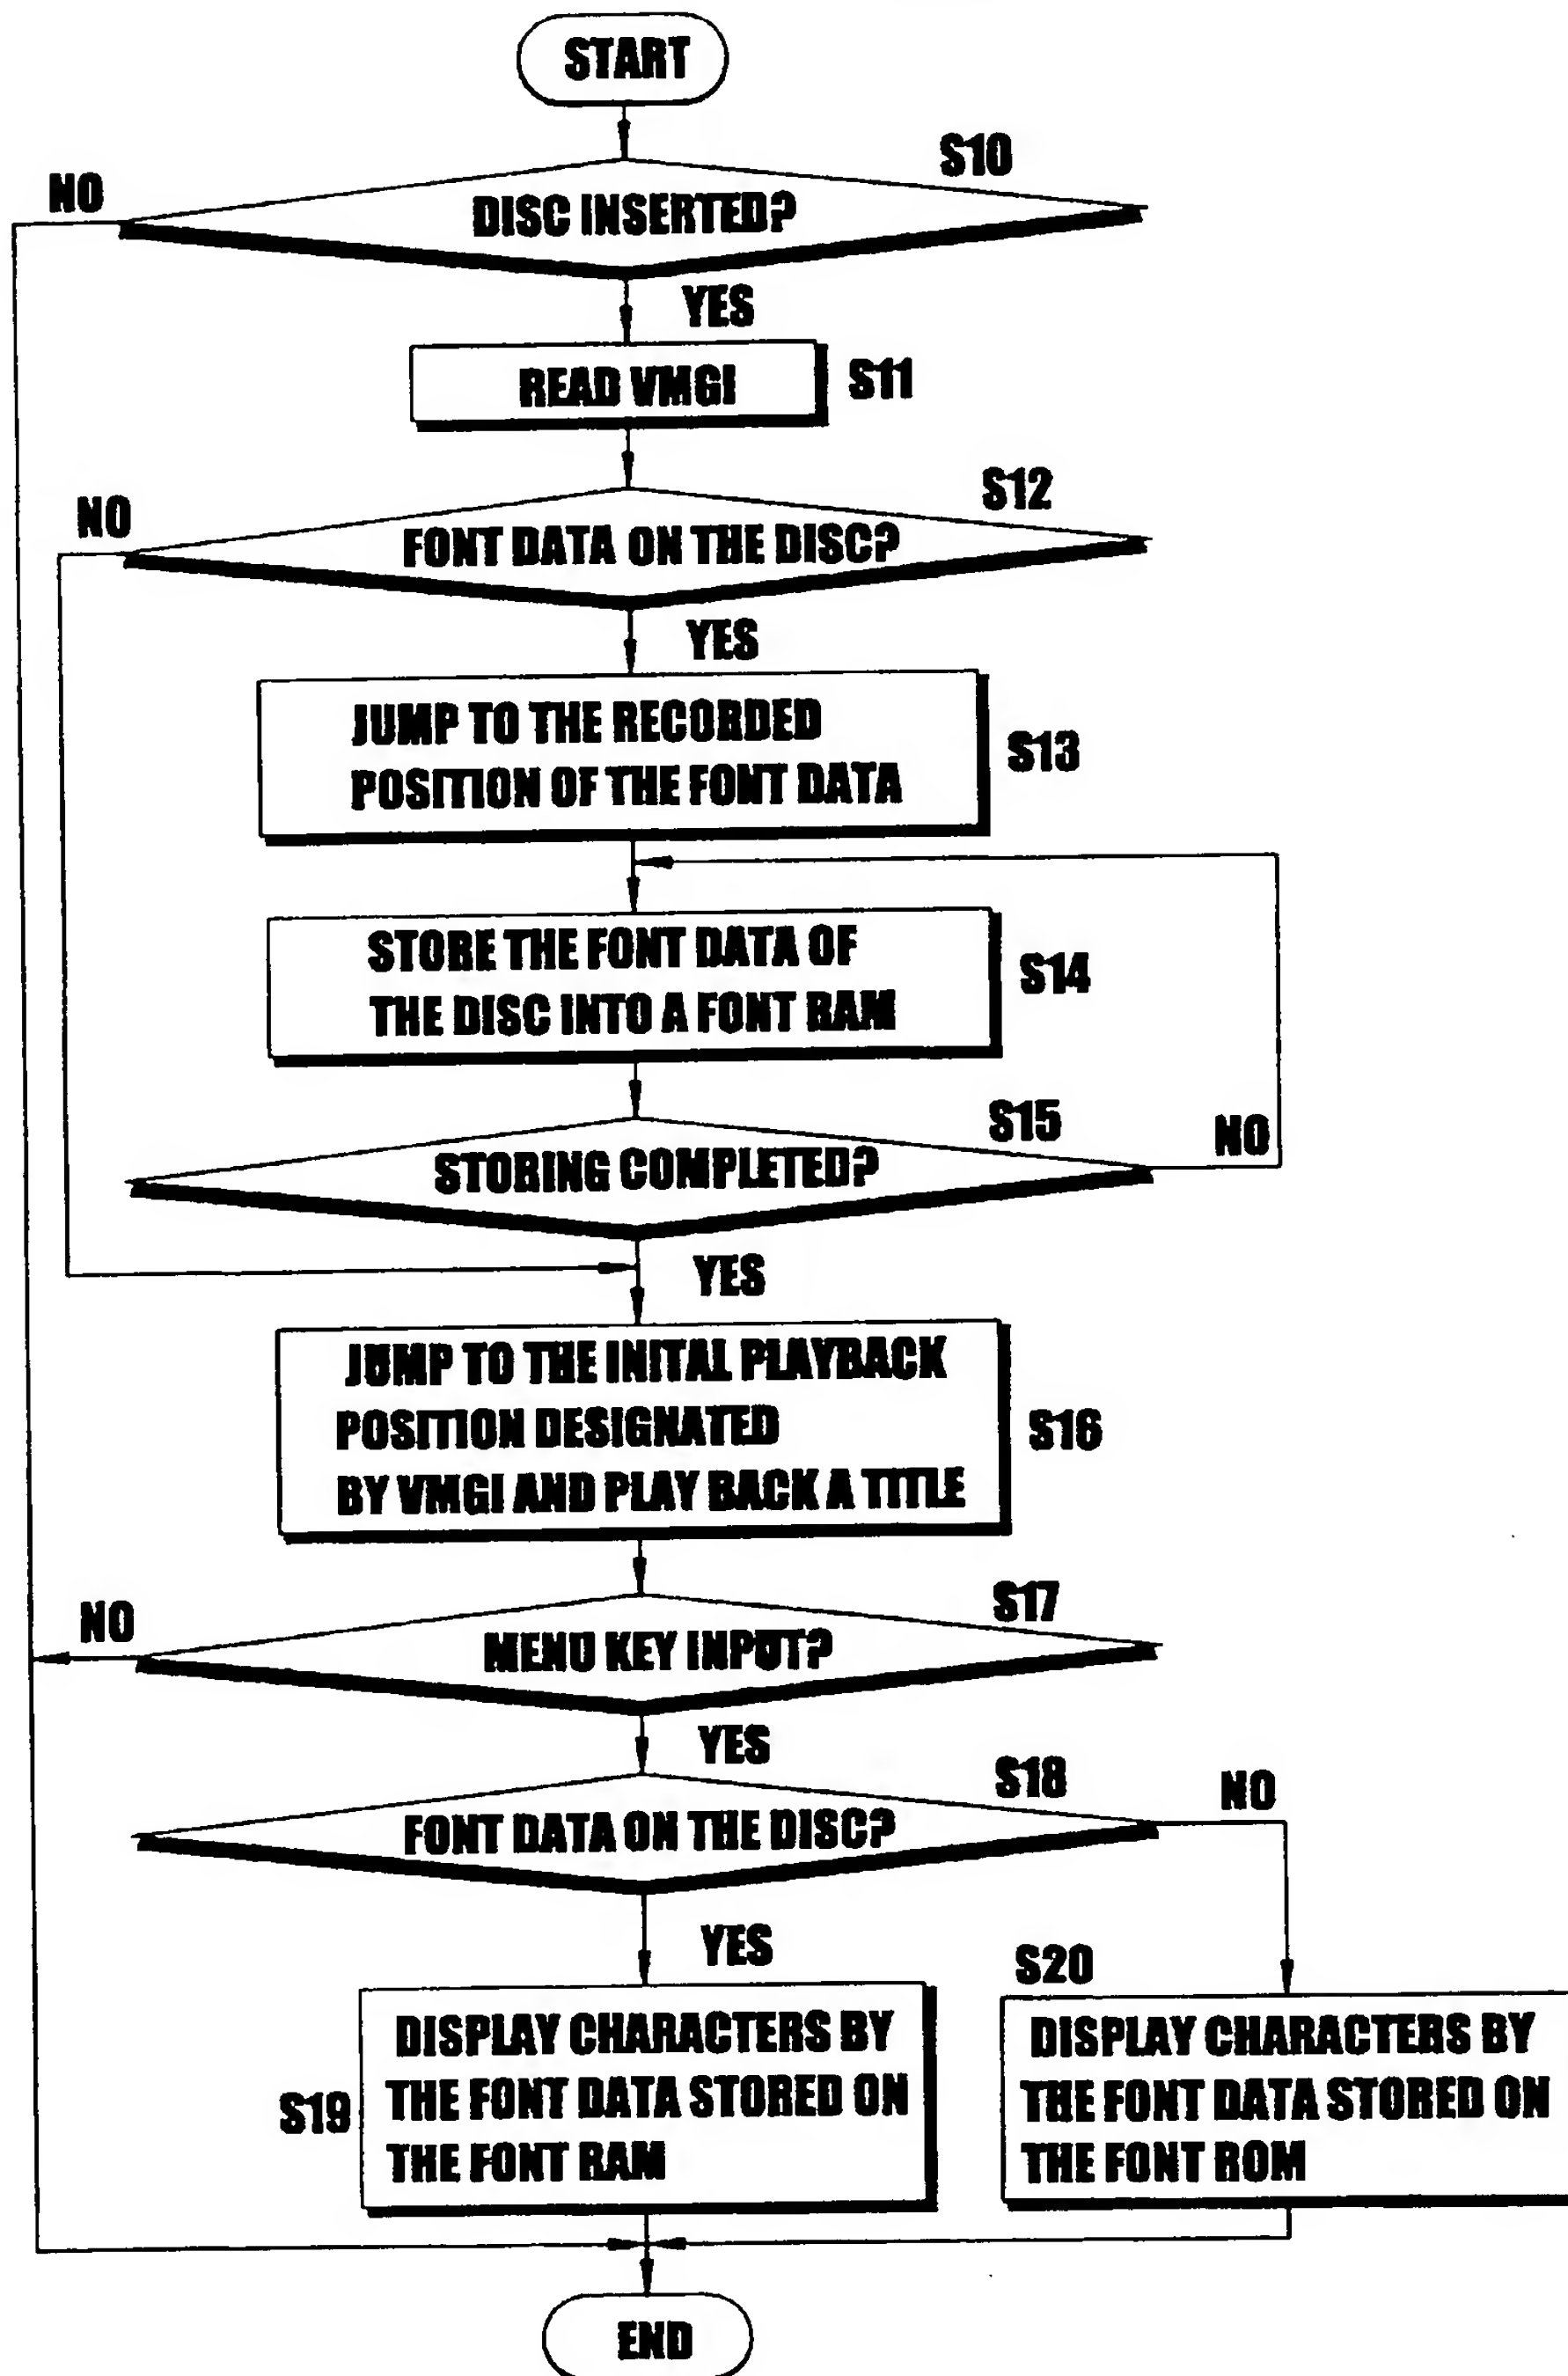 START
S10
NO
DISC INSERTED?
YES
READ VMGI
S11
S12
NO
FONT DATA ON THE DISC?
YES
JUMP TO THE RECORDED
POSITION OF THE FONT DATA
S13
STORE THE FONT DATA OF
THE DISC INTO A FONT RAM
S14
S15
NO
STORING COMPLETED?
YES
JUMP TO THE INITAL PLAYBACK
POSITION DESIGNATED
BY VMGI AND PLAY BACK A TITLE
S16
S17
NO
MENU KEY INPUT?
YES
S18
NO
FONT DATA ON THE DISC?
YES
S19
DISPLAY CHARACTERS BY
THE FONT DATA STORED ON
THE FONT RAM
S20
DISPLAY CHARACTERS BY
THE FONT DATA STORED ON
THE FONT ROM
END